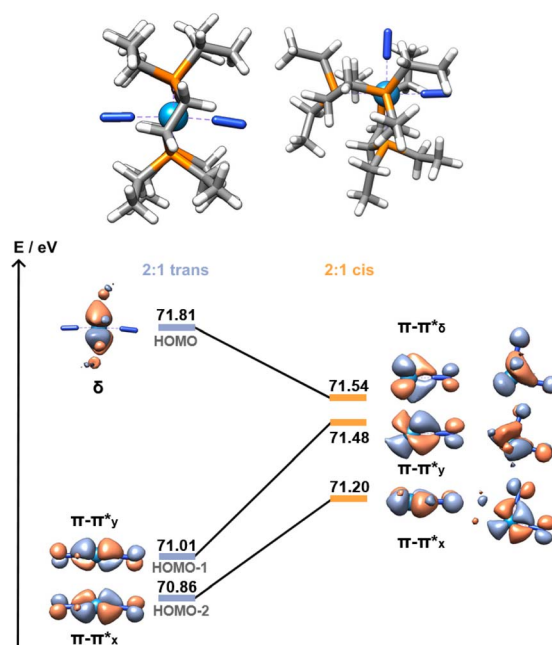 E / eV
2:1 trans
2:1 cis
71.81
HOMO
δ
π-π*δ
71.54
71.48
π-π*y
71.20
π-π*x
π-π*y
71.01
HOMO-1
70.86
HOMO-2
π-π*x